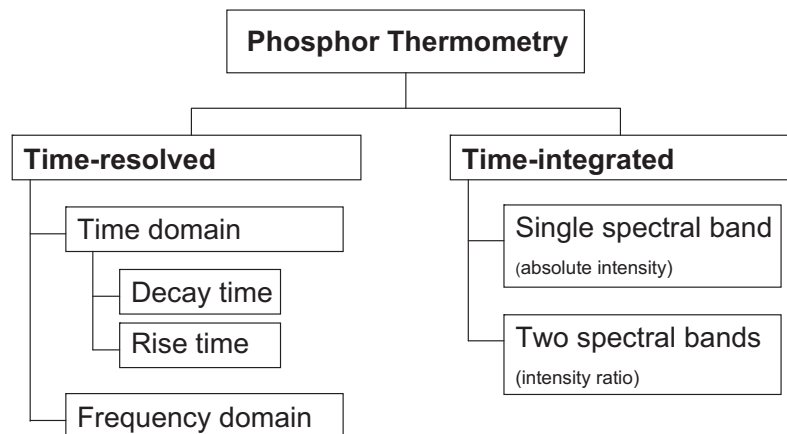 Phosphor Thermometry
Time-resolved
Time domain
Decay time
Rise time
Frequency domain
Time-integrated
Single spectral band
(absolute intensity)
Two spectral bands
(intensity ratio)